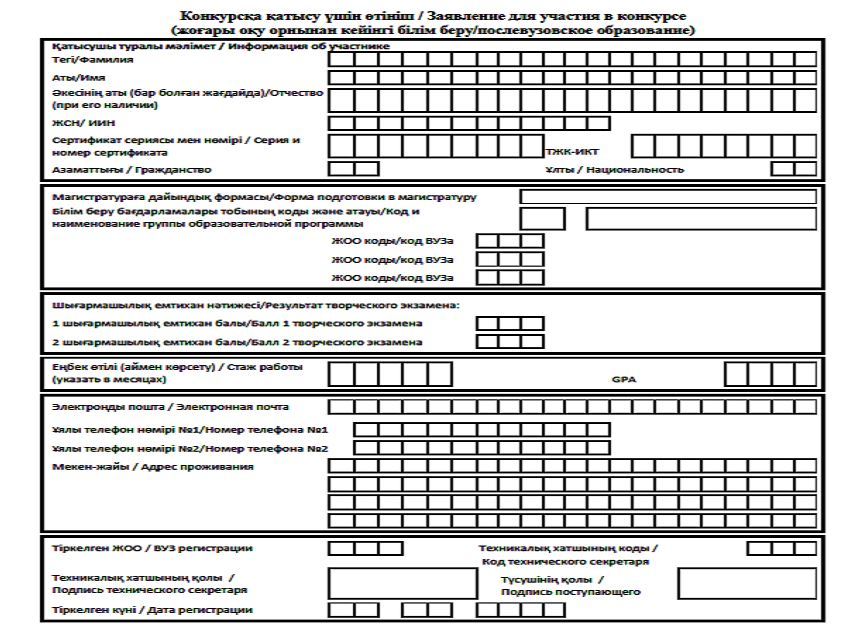 Конкурсқа қатысу үшін өтініш / Заявление для участия в конкурсе
(жоғары оқу орнынан кейінгі білім беру/послевузовское образование)
Қатысушы туралы мәлімет / Информация об участнике
Тегі/Фамилия
Аты/Имя
Әкесінің аты (бар болған жағдайда)/Отчество
(при его наличии)
ЖСН/ ИИН
Сертификат сериясы мен нөмірі / Серия и
номер сертификата
ТЖК-ИКТ
Азаматтығы / Гражданство
Ұлты / Национальность
Магистратураға дайындық формасы/Форма подготовки в магистратуру
Білім беру бағдарламалары тобының коды және атауы/Код и
наименование группы образовательной программы
ЖОО коды/код ВУЗа
ЖОО коды/код ВУЗа
ЖОО коды/код ВУЗа
Шығармашылық емтихан нәтижесі/Результат творческого экзамена:
1 шығармашылық емтихан балы/Балл 1 творческого экзамена
2 шығармашылық емтихан балы/Балл 2 творческого экзамена
Еңбек өтілі (аймен көрсету) / Стаж работы
(указать в месяцах)
GPA
Электронды пошта / Электронная почта
Ұялы телефон нөмірі №1/Номер телефона №1
Ұялы телефон нөмірі №2/Номер телефона №2
Мекен-жайы / Адрес проживания
Тіркелген ЖОО / ВУЗ регистрации
Техникалық хатшының коды /
Код технического секретаря
Техникалық хатшының қолы /
Подпись технического секретаря
Түсушінің қолы /
Подпись поступающего
Тіркелген күні / Дата регистрации